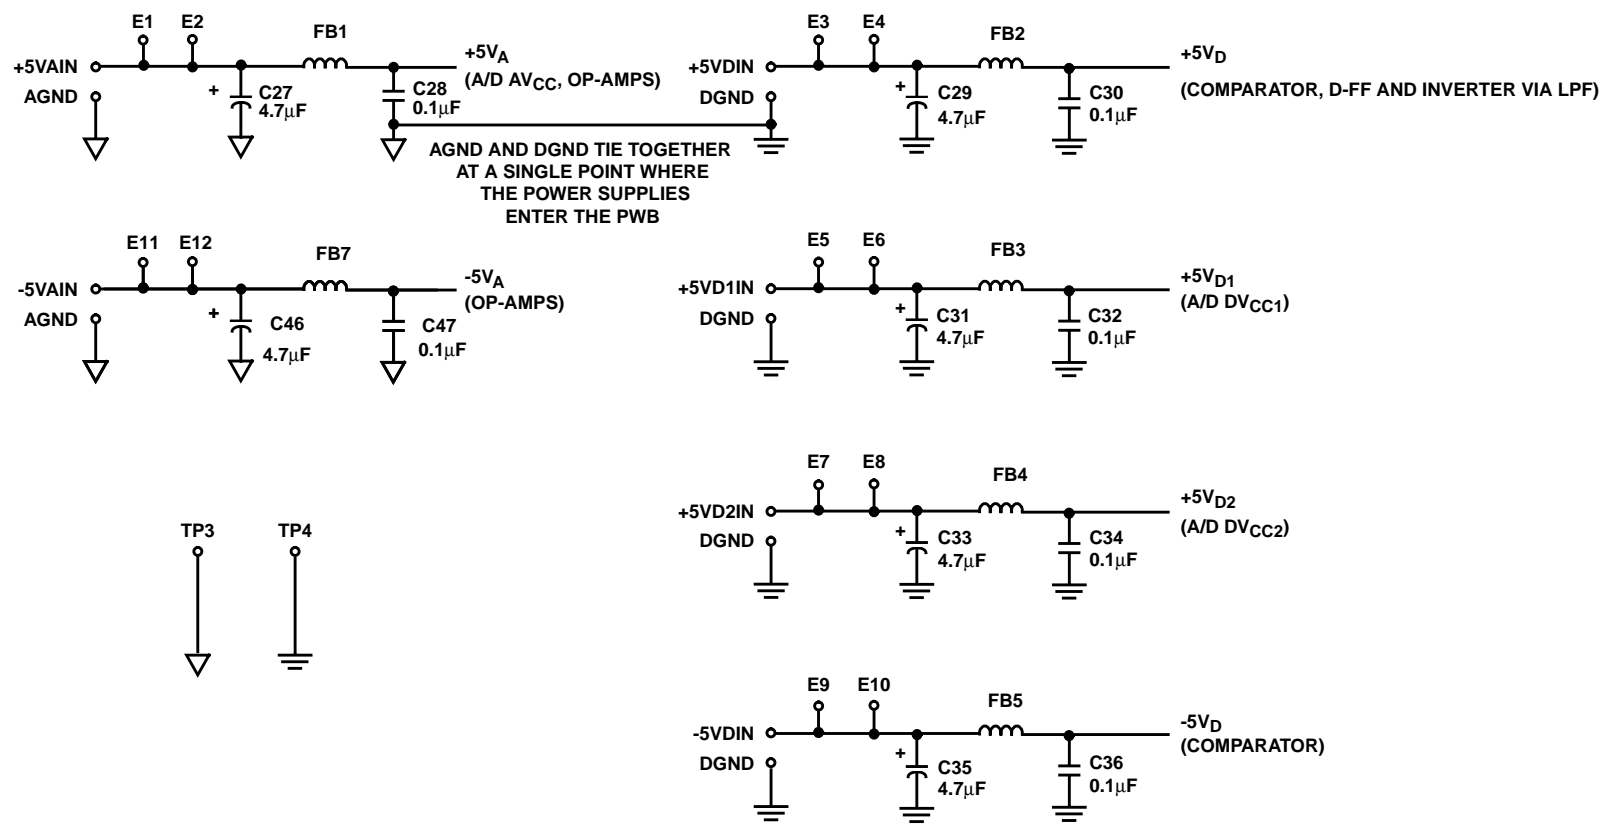 E1 E2 FB1
+5VAIN
AGND
+
C27
4.7μF
C28
0.1μF
+5VA
(A/D AVCC, OP-AMPS)
E3 E4 FB2
+5VDIN
DGND
+
C29
4.7μF
C30
0.1μF
+5VD
(COMPARATOR, D-FF AND INVERTER VIA LPF)
AGND AND DGND TIE TOGETHER
AT A SINGLE POINT WHERE
THE POWER SUPPLIES
ENTER THE PWB
E11 E12 FB7
-5VAIN
AGND
+
C46
4.7μF
C47
0.1μF
-5VA
(OP-AMPS)
E5 E6 FB3
+5VD1IN
DGND
+
C31
4.7μF
C32
0.1μF
+5VD1
(A/D DVCC1)
E7 E8 FB4
+5VD2IN
DGND
+
C33
4.7μF
C34
0.1μF
+5VD2
(A/D DVCC2)
TP3 TP4
E9 E10 FB5
-5VDIN
DGND
+
C35
4.7μF
C36
0.1μF
-5VD
(COMPARATOR)